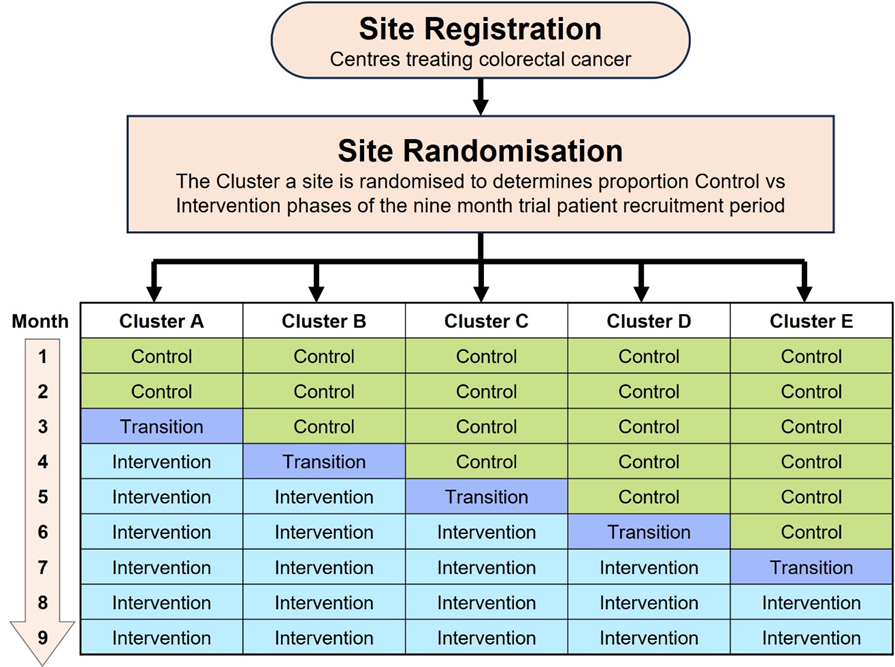 Site Registration
Centres treating colorectal cancer
Site Randomisation
The Cluster a site is randomised to determines proportion Control vs
Intervention phases of the nine month trial patient recruitment period
Month Cluster A Cluster B Cluster C Cluster D Cluster E
1 Control Control Control Control Control
2 Control Control Control Control Control
3 Transition Control Control Control Control
4 Intervention Transition Control Control Control
5 Intervention Intervention Transition Control Control
6 Intervention Intervention Intervention Transition Control
7 Intervention Intervention Intervention Intervention Transition
8 Intervention Intervention Intervention Intervention Intervention
9 Intervention Intervention Intervention Intervention Intervention